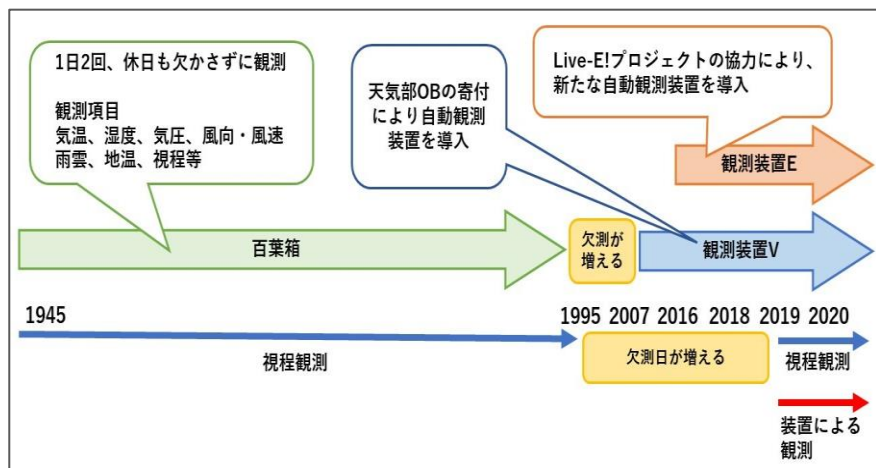 1日2回、休日も欠かさずに観測
観測項目
気温、湿度、気圧、風向・風速
雨雲、地温、視程等
天気部OBの寄付
により自動観測
装置を導入
Live-E!プロジェクトの協力により、
新たな自動観測装置を導入
観測装置E
百葉箱
欠測が
増える
観測装置V
1945
1995 2007 2016 2018 2019 2020
視程観測
欠測日が増える
視程観測
装置による
観測